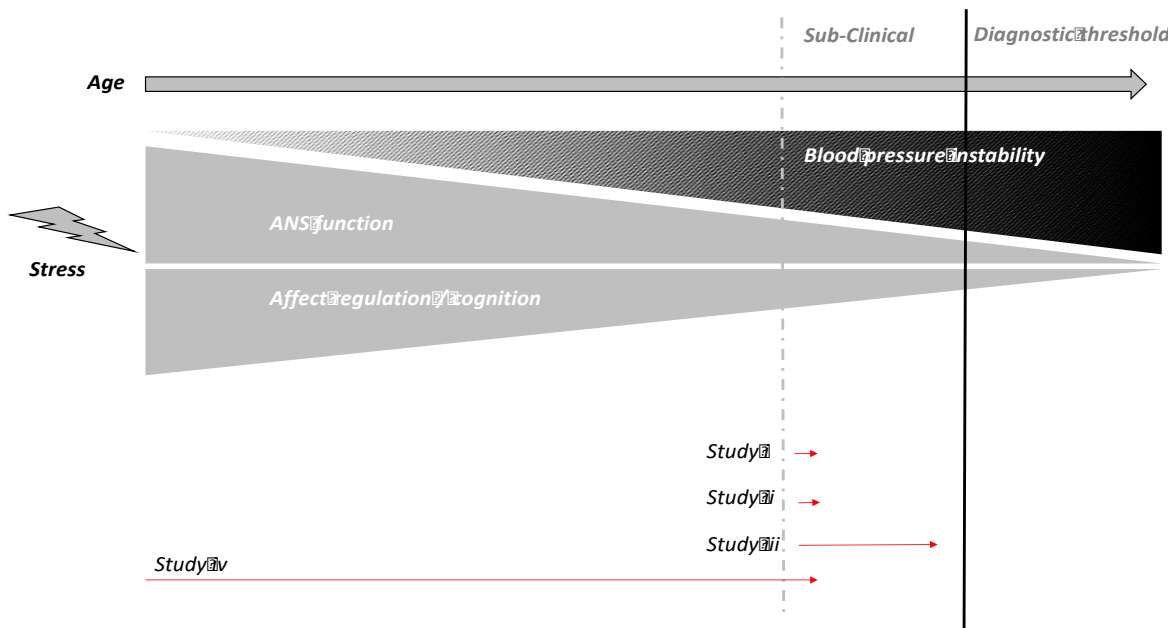 Sub-Clinical
Diagnostic threshold
Age
Blood pressure instability
ANS function
Stress
Affect regulation / cognition
Study i
Study ii
Study iii
Study iv